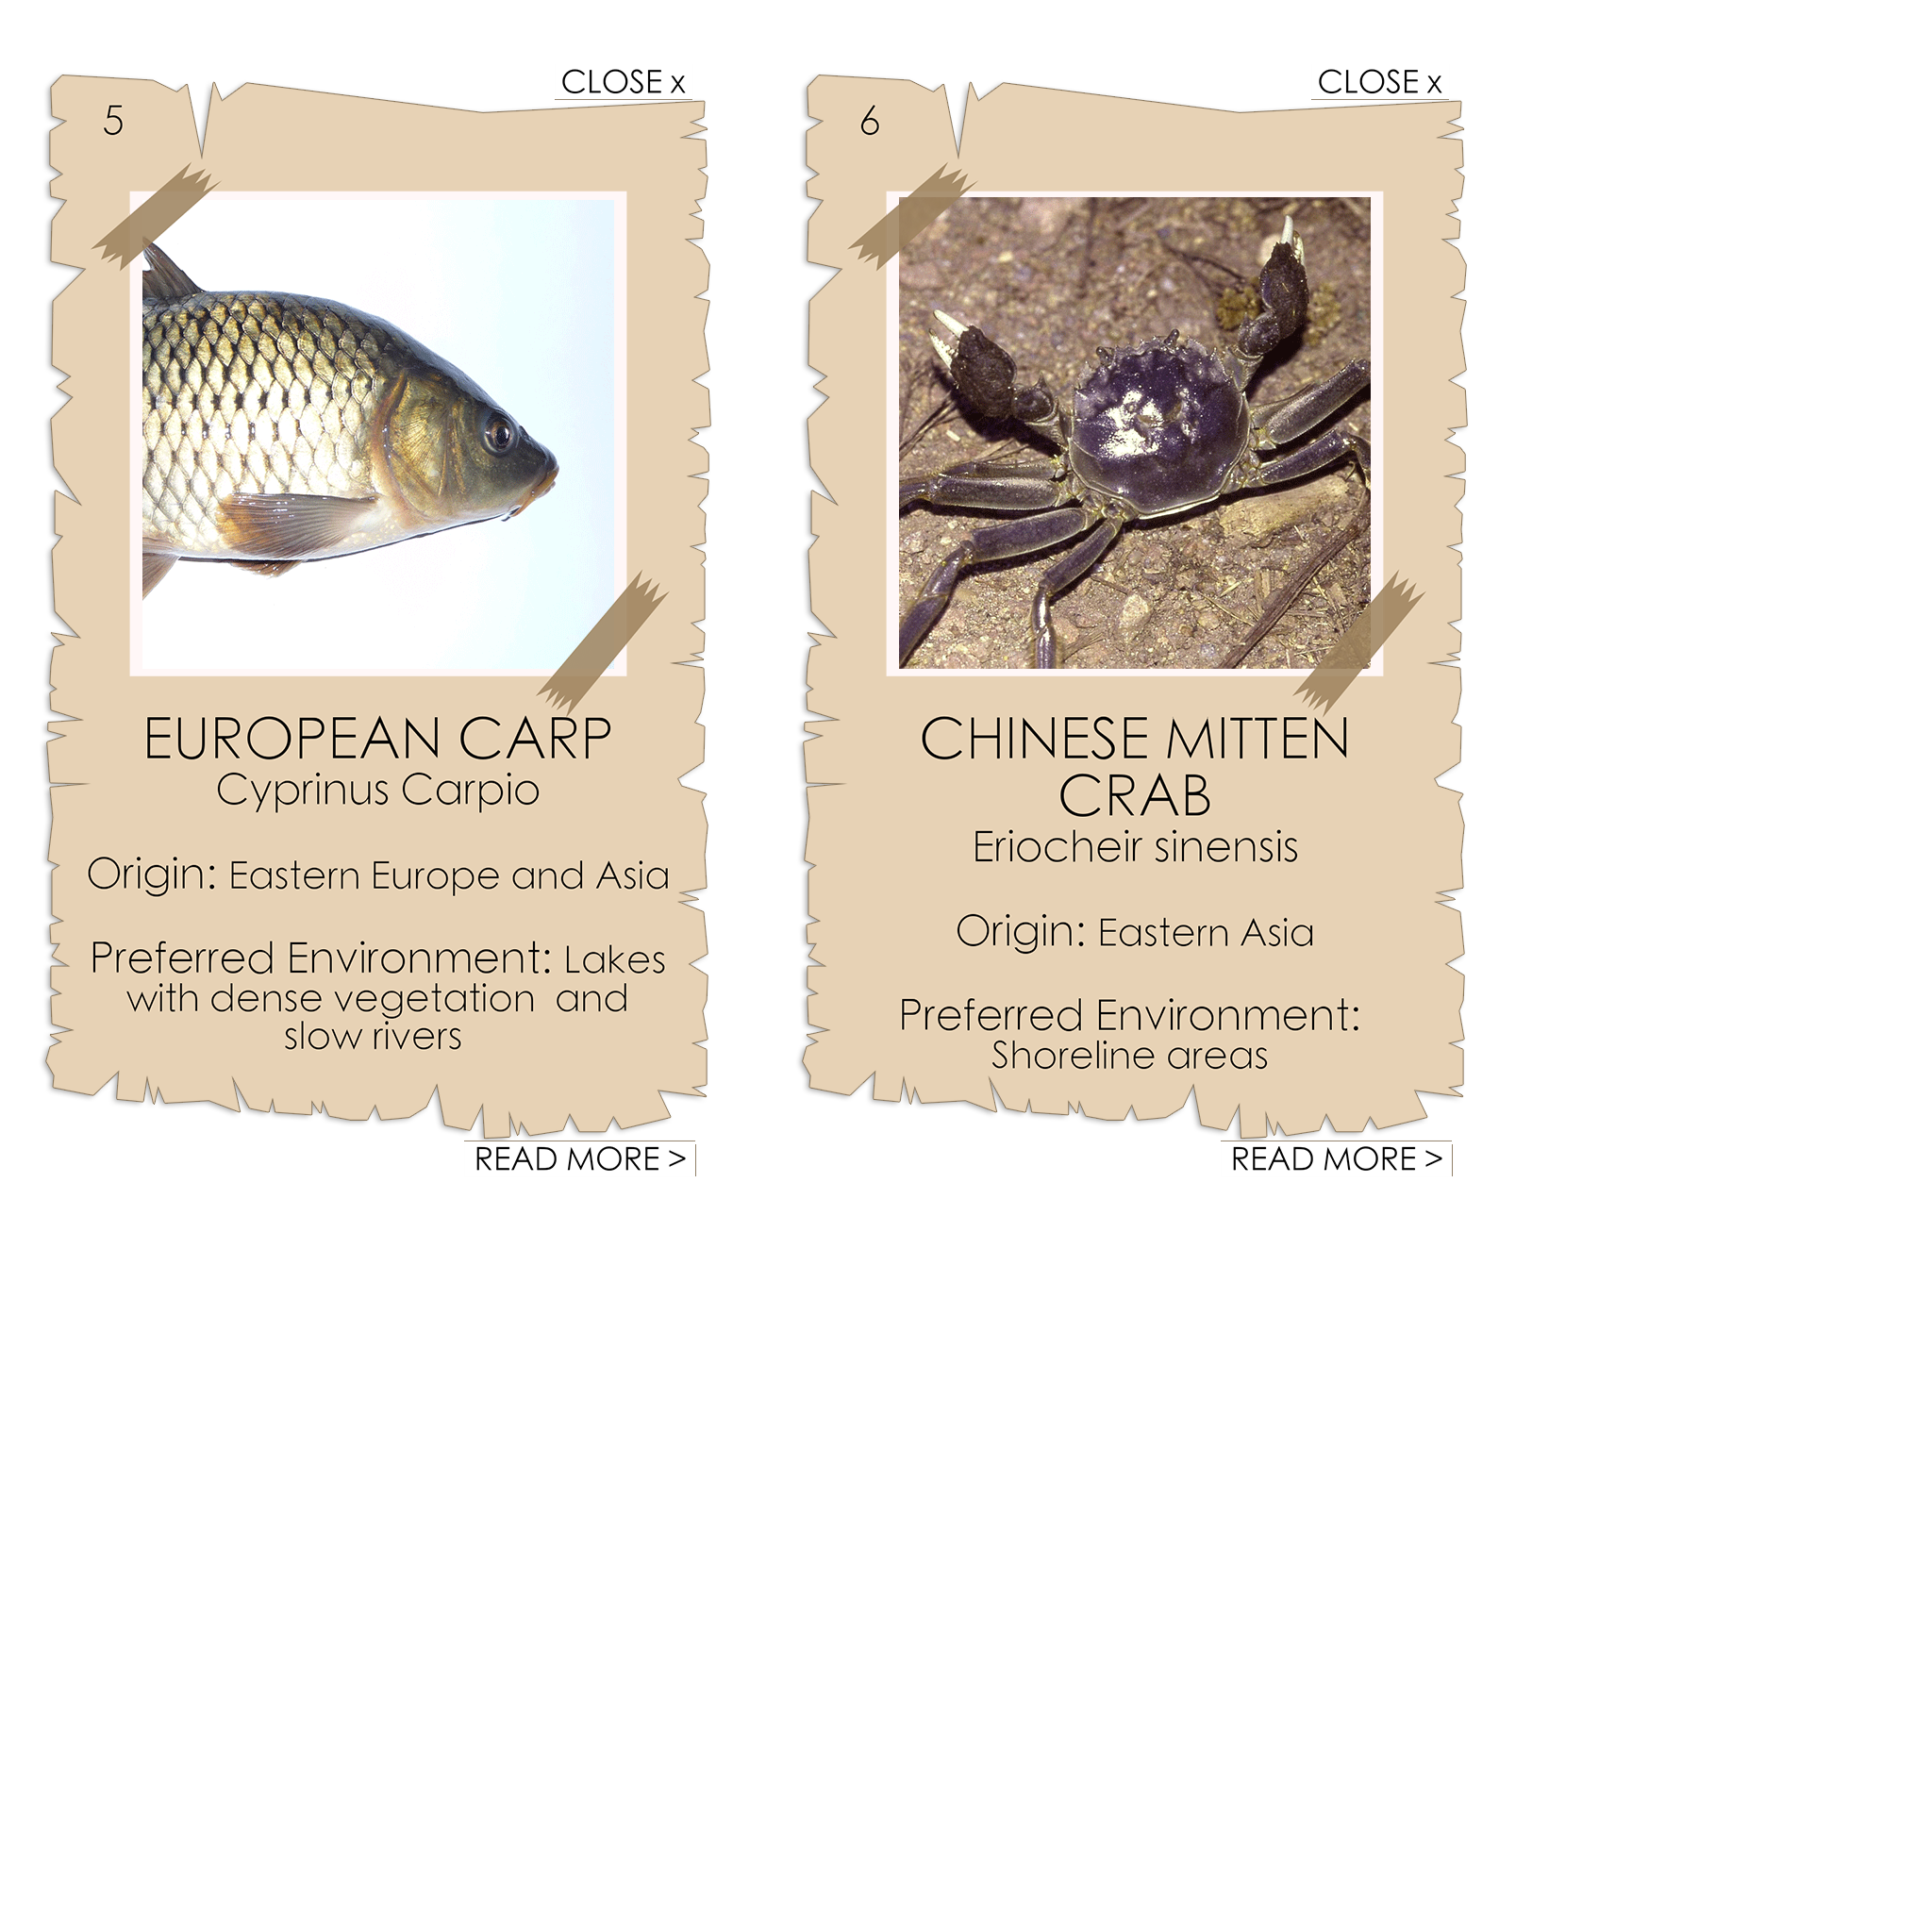 CLOSE x
5
EUROPEAN CARP
Cyprinus Carpio
Origin: Eastern Europe and Asia
Preferred Environment: Lakes
with dense vegetation  and
slow rivers
READ MORE >
CLOSE x
6
CHINESE MITTEN
CRAB
Eriocheir sinensis
Origin: Eastern Asia
Preferred Environment:
Shoreline areas
READ MORE >